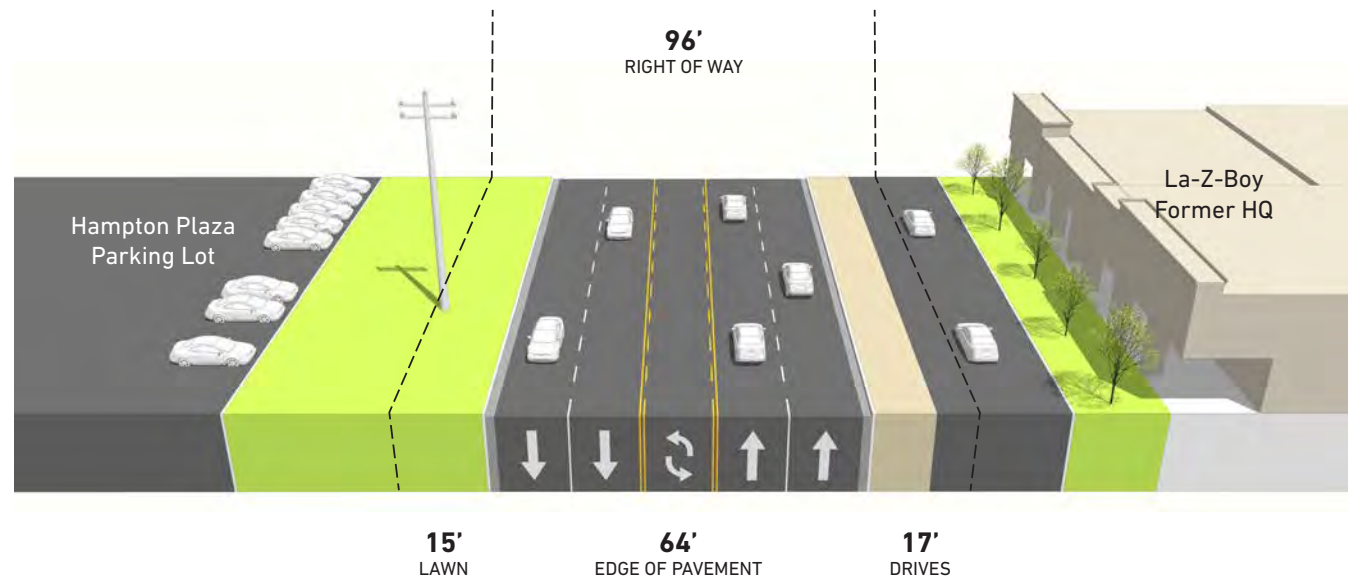 96’
RIGHT OF WAY
Hampton Plaza
Parking Lot
La-Z-Boy
Former HQ
15’
LAWN
64’
EDGE OF PAVEMENT
17’
DRIVES